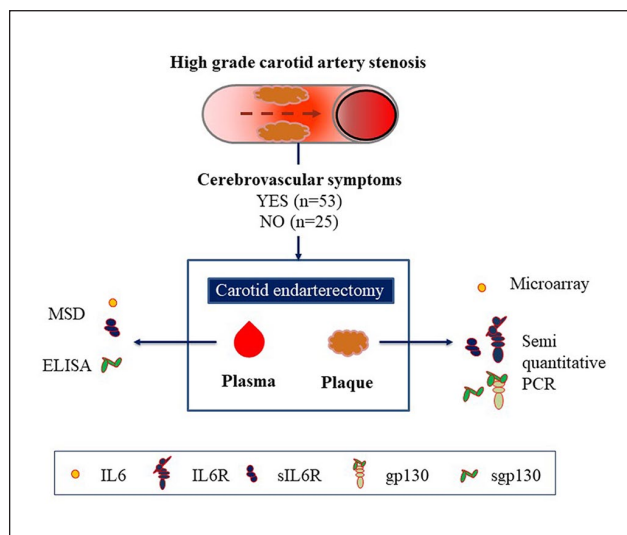 High grade carotid artery stenosis
Cerebrovascular symptoms
YES (n=53)
NO (n=25)
Carotid endarterectomy
Plasma
Plaque
MSD
ELISA
Microarray
Semi
quantitative
PCR
IL6
IL6R
sIL6R
gp130
sgp130